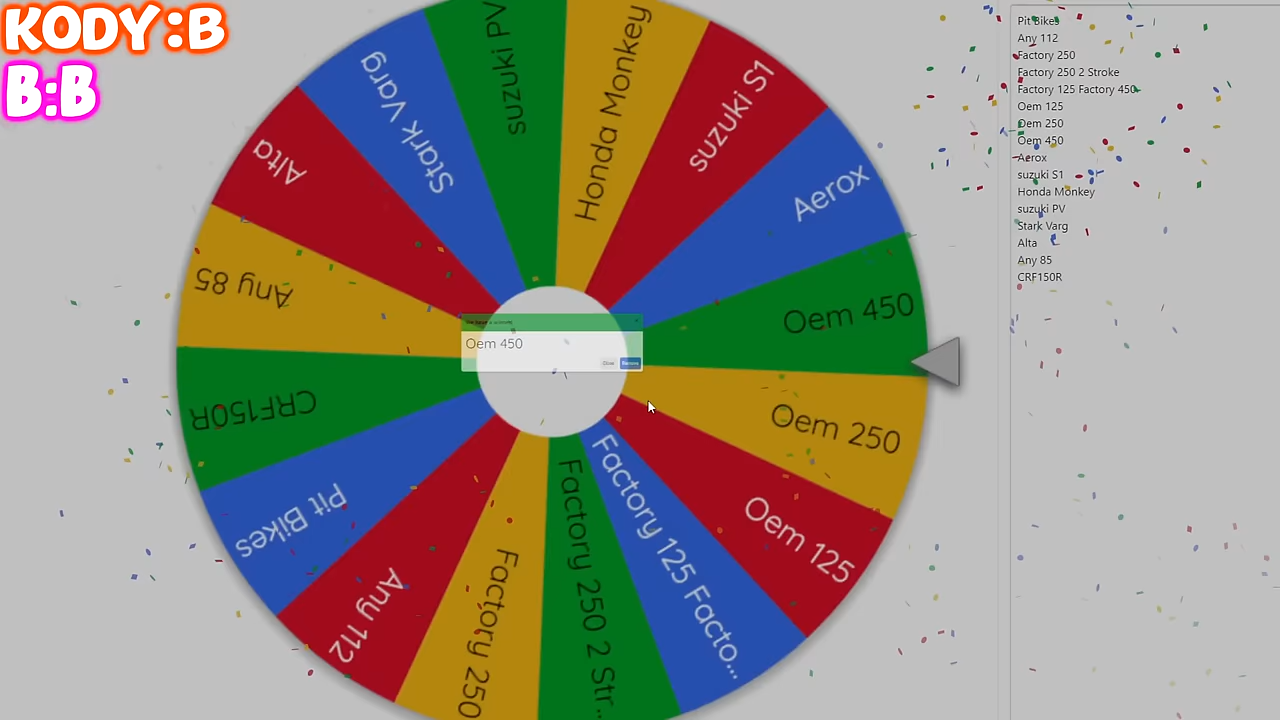 KODY:B
B:B
suzuki PV
Honda Monkey
suzuki S1
Stark Varg
Aerox
Alta
Oem 450
Any 85
Oem 450
Close
Remove
CRF150R
Oem 250
Pit Bikes
Oem 125
Any 112
Factory 250
Factory 250 2 Str...
Factory 125 Facto...
Pit Bikes
Any 112
Factory 250
Factory 250 2 Stroke
Factory 125 Factory 450
Oem 125
Oem 250
Oem 450
Aerox
suzuki S1
Honda Monkey
suzuki PV
Stark Varg
Alta
Any 85
CRF150R